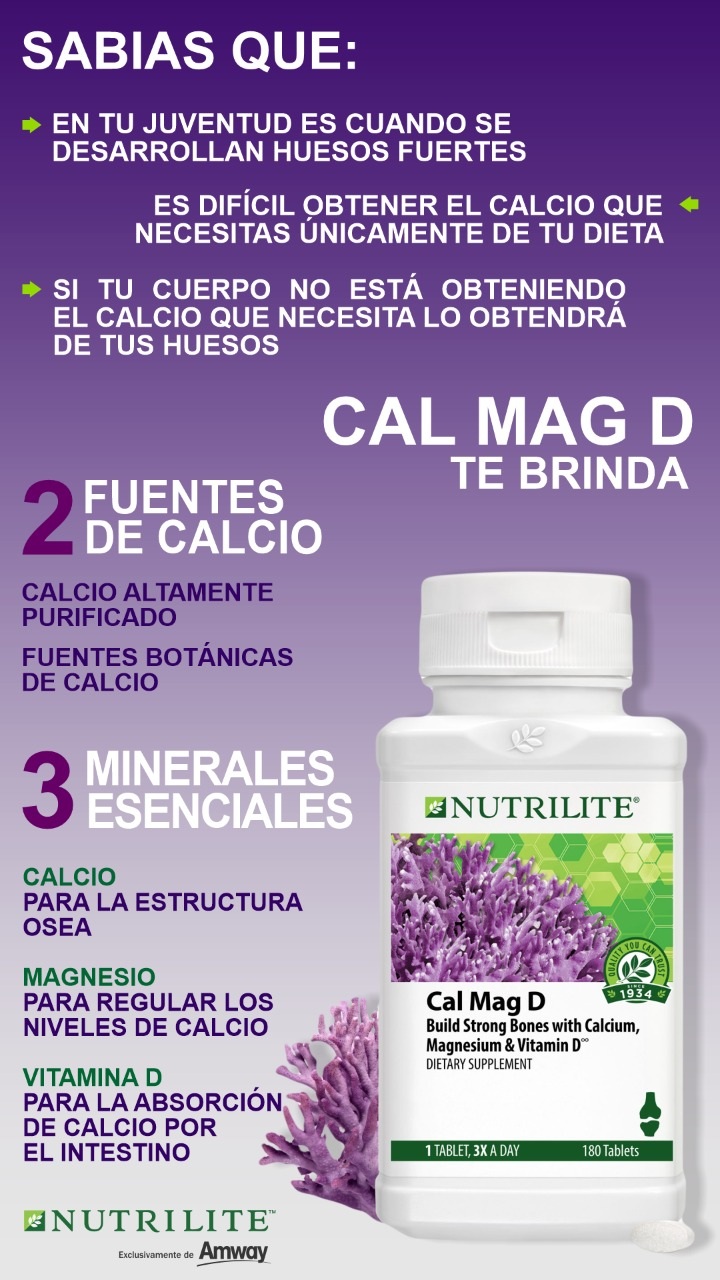 SABIAS QUE:
EN TU JUVENTUD ES CUANDO SE
DESARROLLAN HUESOS FUERTES
ES DIFÍCIL OBTENER EL CALCIO QUE
NECESITAS ÚNICAMENTE DE TU DIETA
SI TU CUERPO NO ESTÁ OBTENIENDO
EL CALCIO QUE NECESITA LO OBTENDRÁ
DE TUS HUESOS
CAL MAG D
TE BRINDA
2 FUENTES
DE CALCIO
CALCIO ALTAMENTE
PURIFICADO
FUENTES BOTÁNICAS
DE CALCIO
3 MINERALES
ESENCIALES
CALCIO
PARA LA ESTRUCTURA
OSEA
MAGNESIO
PARA REGULAR LOS
NIVELES DE CALCIO
VITAMINA D
PARA LA ABSORCIÓN
DE CALCIO POR
EL INTESTINO
NUTRILITE™
Exclusivamente de Amway
NUTRILITE®
QUALITY YOU CAN TRUST
SINCE
1934
Cal Mag D
Build Strong Bones with Calcium,
Magnesium & Vitamin D∞
DIETARY SUPPLEMENT
1 TABLET, 3X A DAY 180 Tablets